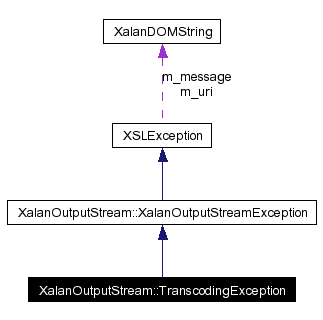 XalanDOMString
m_message
m_uri
XSLException
XalanOutputStream::XalanOutputStreamException
XalanOutputStream::TranscodingException